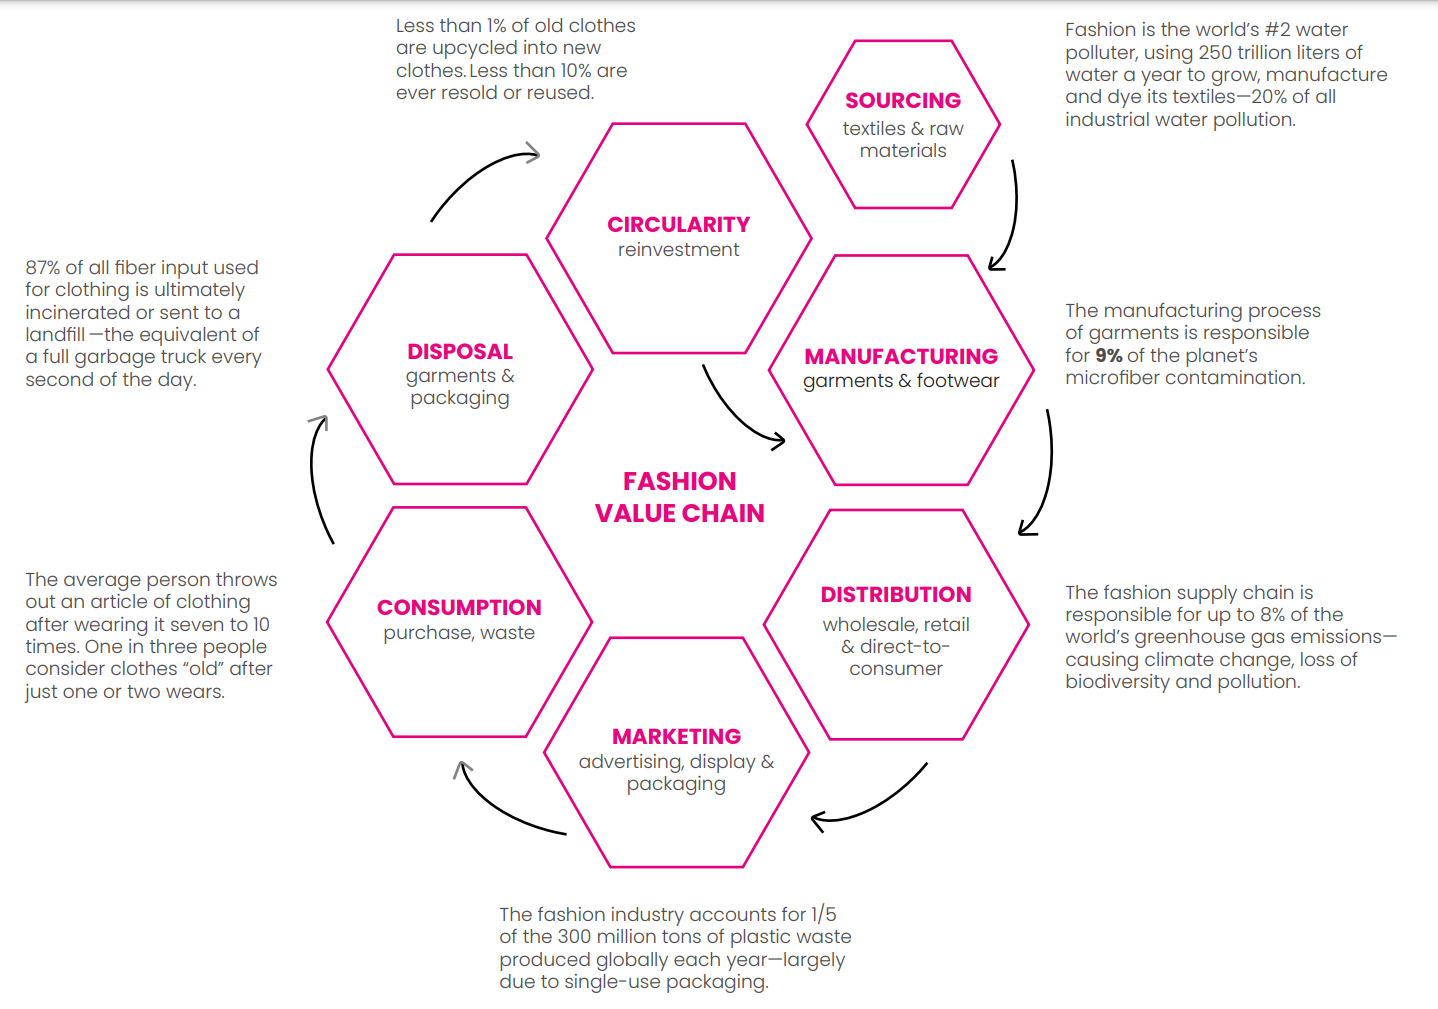 Less than 1% of old clothes
are upcycled into new
clothes. Less than 10% are
ever resold or reused.
SOURCING
textiles & raw
materials
Fashion is the world’s #2 water
polluter, using 250 trillion liters of
water a year to grow, manufacture
and dye its textiles—20% of all
industrial water pollution.
CIRCULARITY
reinvestment
87% of all fiber input used
for clothing is ultimately
incinerated or sent to a
landfill—the equivalent of
a full garbage truck every
second of the day.
DISPOSAL
garments &
packaging
MANUFACTURING
garments & footwear
The manufacturing process
of garments is responsible
for 9% of the planet’s
microfiber contamination.
FASHION
VALUE CHAIN
The average person throws
out an article of clothing
after wearing it seven to 10
times. One in three people
consider clothes “old” after
just one or two wears.
CONSUMPTION
purchase, waste
DISTRIBUTION
wholesale, retail
& direct-to-
consumer
The fashion supply chain is
responsible for up to 8% of the
world’s greenhouse gas emissions—
causing climate change, loss of
biodiversity and pollution.
MARKETING
advertising, display &
packaging
The fashion industry accounts for 1/5
of the 300 million tons of plastic waste
produced globally each year—largely
due to single-use packaging.